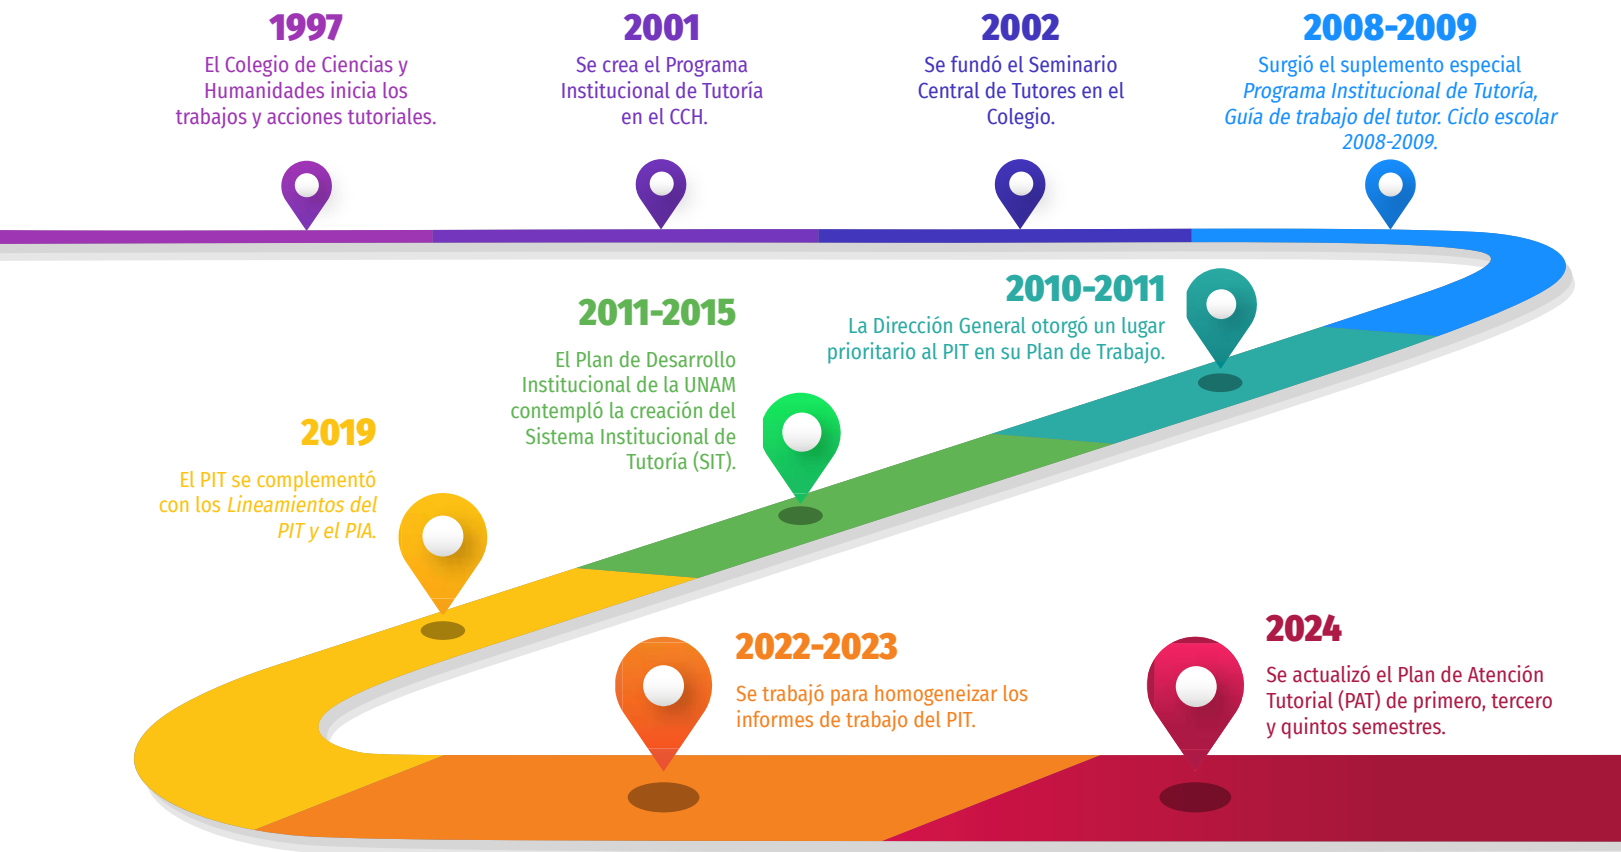 1997
El Colegio de Ciencias y
Humanidades inicia los
trabajos y acciones tutoriales.
2001
Se crea el Programa
Institucional de Tutoría
en el CCH.
2002
Se fundó el Seminario
Central de Tutores en el
Colegio.
2008-2009
Surgió el suplemento especial
Programa Institucional de Tutoría,
Guía de trabajo del tutor. Ciclo escolar
2008-2009.
2010-2011
La Dirección General otorgó un lugar
prioritario al PIT en su Plan de Trabajo.
2011-2015
El Plan de Desarrollo
Institucional de la UNAM
contempló la creación del
Sistema Institucional de
Tutoría (SIT).
2019
El PIT se complementó
con los Lineamientos del
PIT y el PIA.
2022-2023
Se trabajó para homogeneizar los
informes de trabajo del PIT.
2024
Se actualizó el Plan de Atención
Tutorial (PAT) de primero, tercero
y quintos semestres.